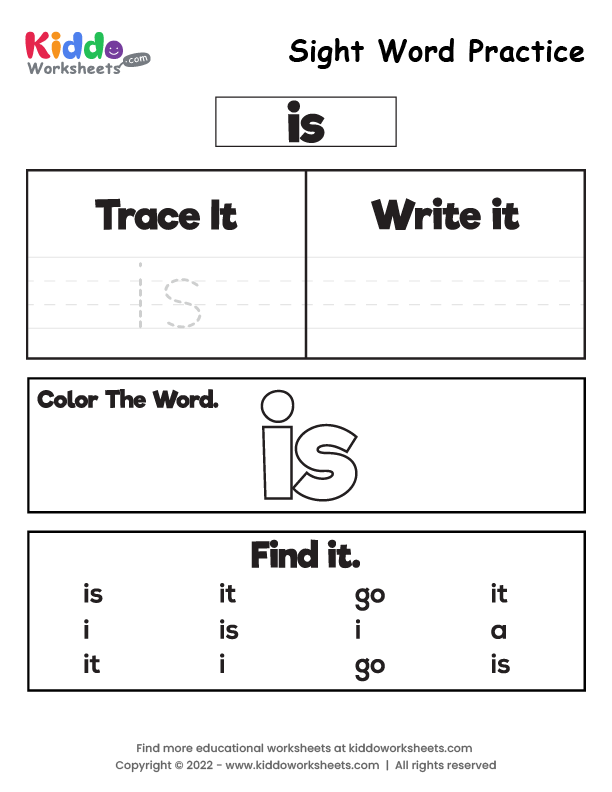 Kiddo
Worksheets.com
Sight Word Practice
is
Trace It
Write it
is
Color The Word.
is
Find it.
is it go it
i is i a
it i go is
Find more educational worksheets at kiddoworksheets.com
Copyright © 2022 - www.kiddoworksheets.com | All rights reserved